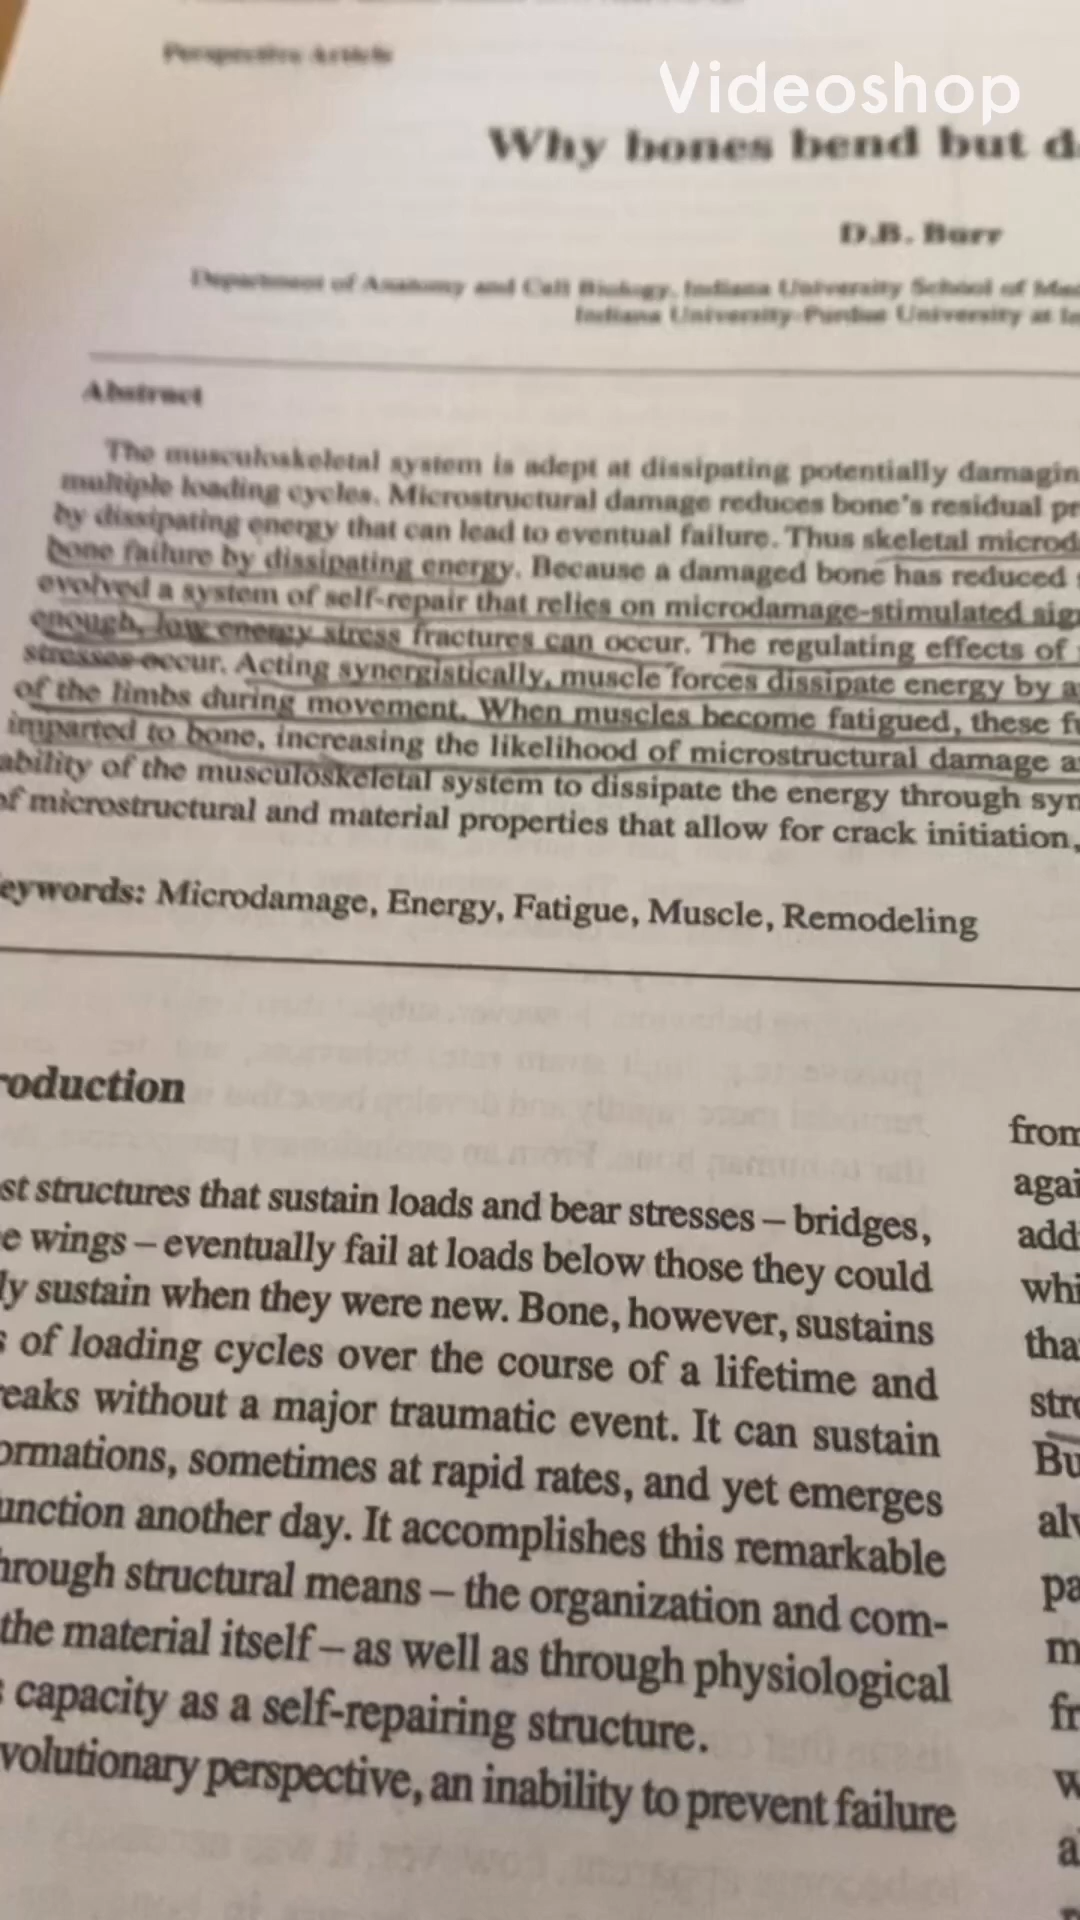 Videoshop
Perspective Article
Why bones bend but d
D.B. Burr
Department of Anatomy and Cell Biology, Indiana University School of Med
Indiana University-Purdue University at In
Abstract
The musculoskeletal system is adept at dissipating potentially damagin
multiple loading cycles. Microstructural damage reduces bone's residual pr
by dissipating energy that can lead to eventual failure. Thus skeletal microd
bone failure by dissipating energy. Because a damaged bone has reduced
evolved a system of self-repair that relies on microdamage-stimulated sig
enough, low energy stress fractures can occur. The regulating effects of
stresses occur. Acting synergistically, muscle forces dissipate energy by a
of the limbs during movement. When muscles become fatigued, these fu
imparted to bone, increasing the likelihood of microstructural damage a
ability of the musculoskeletal system to dissipate the energy through syn
of microstructural and material properties that allow for crack initiation,
eywords: Microdamage, Energy, Fatigue, Muscle, Remodeling
roduction
st structures that sustain loads and bear stresses – bridges,
e wings – eventually fail at loads below those they could
ly sustain when they were new. Bone, however, sustains
s of loading cycles over the course of a lifetime and
reaks without a major traumatic event. It can sustain
ormations, sometimes at rapid rates, and yet emerges
unction another day. It accomplishes this remarkable
hrough structural means – the organization and com-
the material itself – as well as through physiological
s capacity as a self-repairing structure.
volutionary perspective, an inability to prevent failure
from
agai
add
whi
tha
stro
Bu
alw
pa
m
fr
w
a